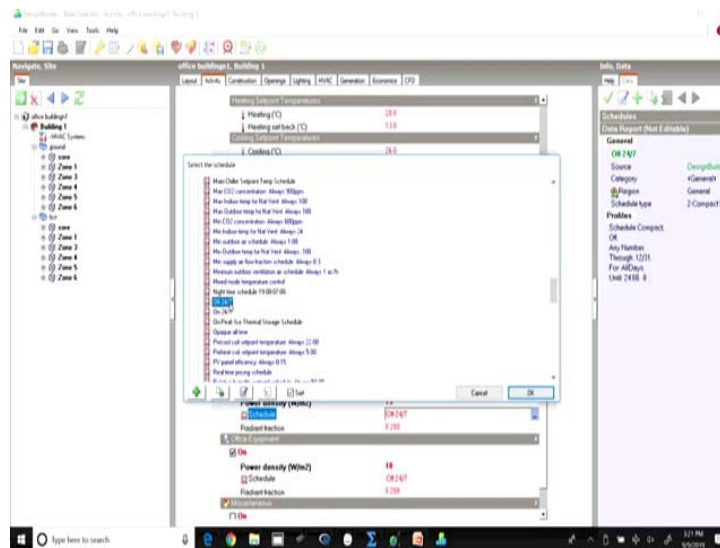 File Edit Go View Tools Help
Navigate, Site
office building1, Building 1
Info, Data
Site
Layout Activity Construction Openings Lighting HVAC Generation Economics CFD
Help Data
office building1
Building 1
<HVAC System>
ground
core
Zone 1
Zone 3
Zone 4
Zone 5
Zone 6
core
Zone 1
Zone 2
Zone 3
Zone 4
Zone 5
Zone 6
Heating Setpoint Temperatures
Heating (°C)
Heating set back (°C)
Cooling Setpoint Temperatures
Cooling (°C)
Select the schedule
Max Chiller Setpoint Temp Schedule
Max CO2 concentration: Always 900ppm
Max Indoor temp for Nat Vent: Always 100
Max Outdoor temp for Nat Vent: Always 100
Min CO2 concentration: Always 600ppm
Min Indoor temp for Nat Vent: Always 24
Min outdoor air schedule: Always 1.00
Min Outdoor temp for Nat Vent: Always -100
Min supply air flow fraction schedule: Always 0.3
Minimum outdoor ventilation air schedule: Always 1 ac/h
Mixed mode temperature control
Night time schedule 19:00-07:00
Off 24/7
On 24/7
On Peak Ice Thermal Storage Schedule
Opaque all time
Precool coil setpoint temperature: Always 22.00
Preheat coil setpoint temperature: Always 5.00
PV panel efficiency: Always 0.15
Real time pricing schedule
Sort
Cancel
OK
Power density (W/m2)
Schedule
Off 24/7
Radiant fraction
0.200
Office Equipment
On
Power density (W/m2)
10
Schedule
Off 24/7
Radiant fraction
0.200
Miscellaneous
On
Schedules
Data Report (Not Editable)
General
Off 24/7
Source
Category
<General>
Region
General
Schedule type
2-Compact
Profiles
Schedule:Compact,
Off,
Any Number,
Through: 12/31,
For: AllDays,
Until: 24:00, 0
Type here to search
3:21 PM